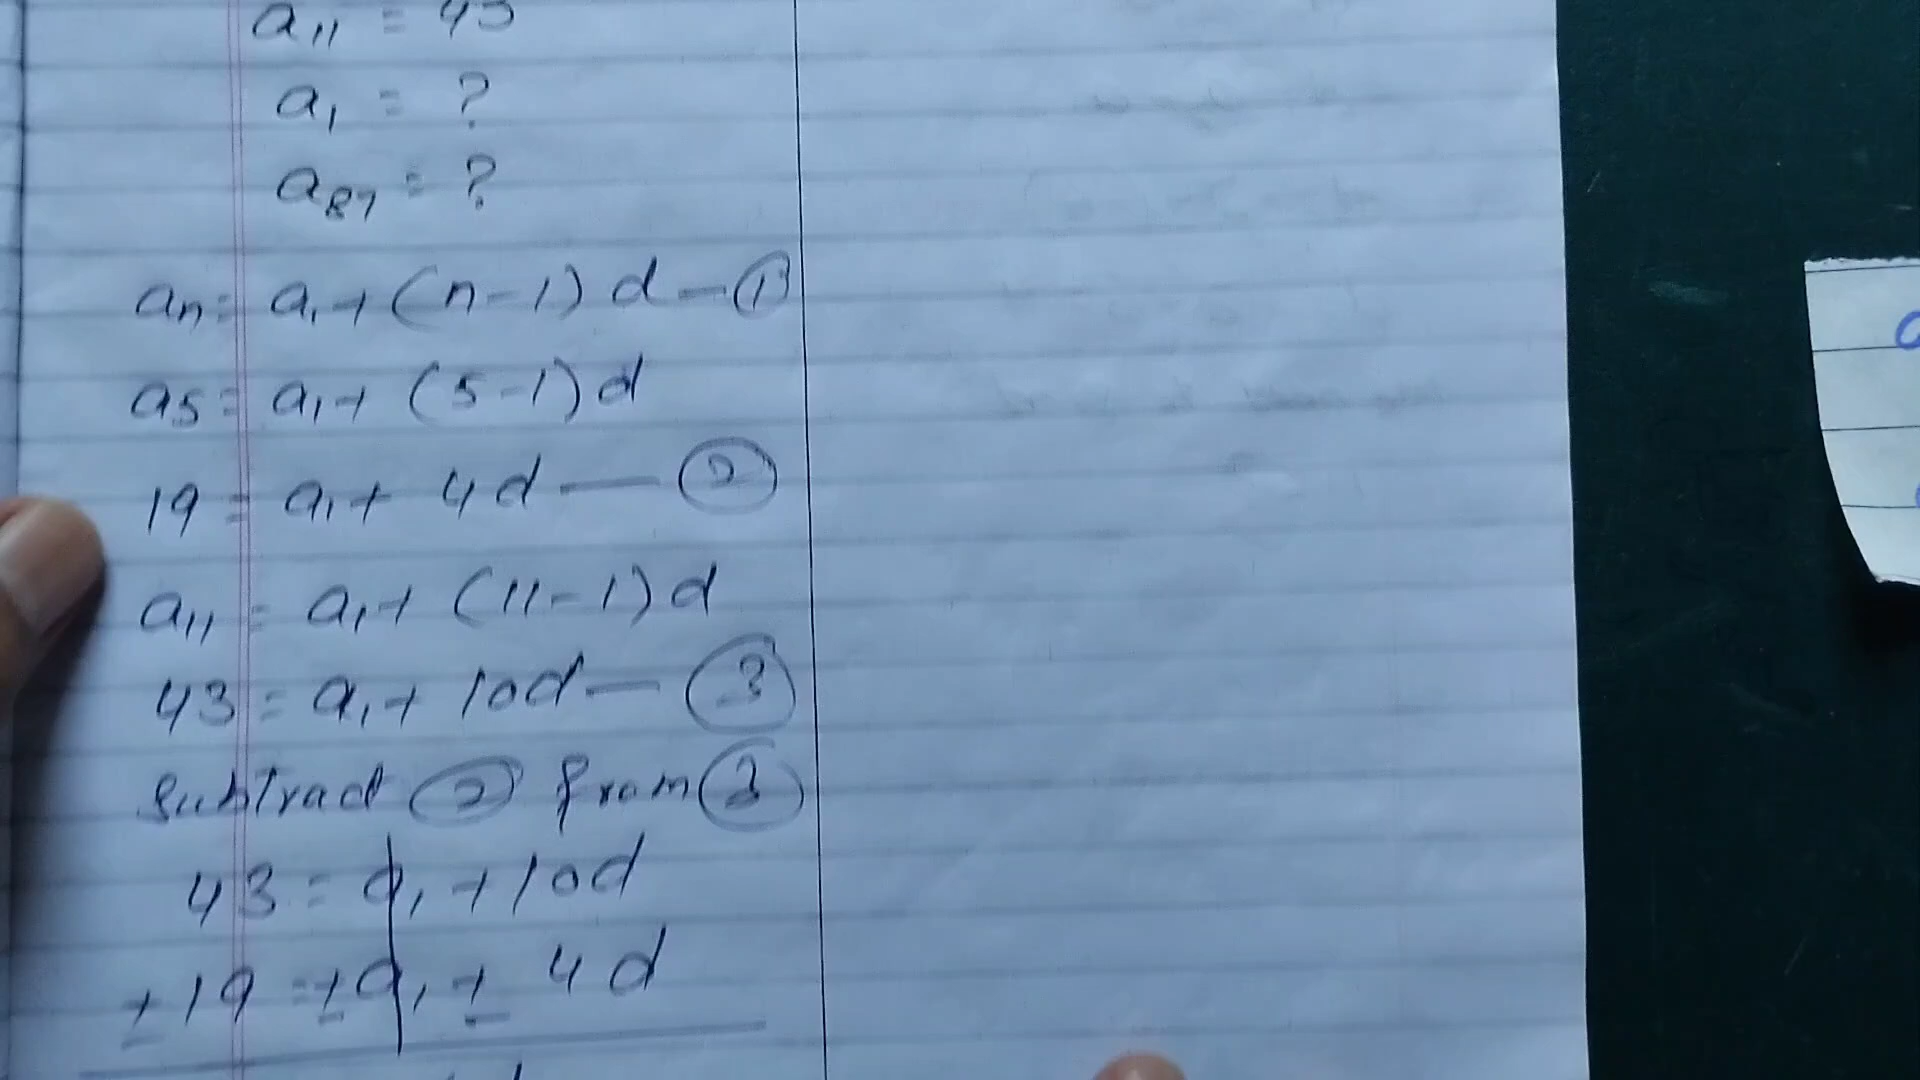 a₁₁ = 43
a₁ = ?
a₈₇ = ?
aₙ = a₁ + (n-1) d — ①
a₅ = a₁ + (5-1) d
19 = a₁ + 4d — ②
a₁₁ = a₁ + (11-1) d
43 = a₁ + 10d — ③
Subtract ② from ③
43 = a₁ + 10d
±19 = ±a₁ ± 4d